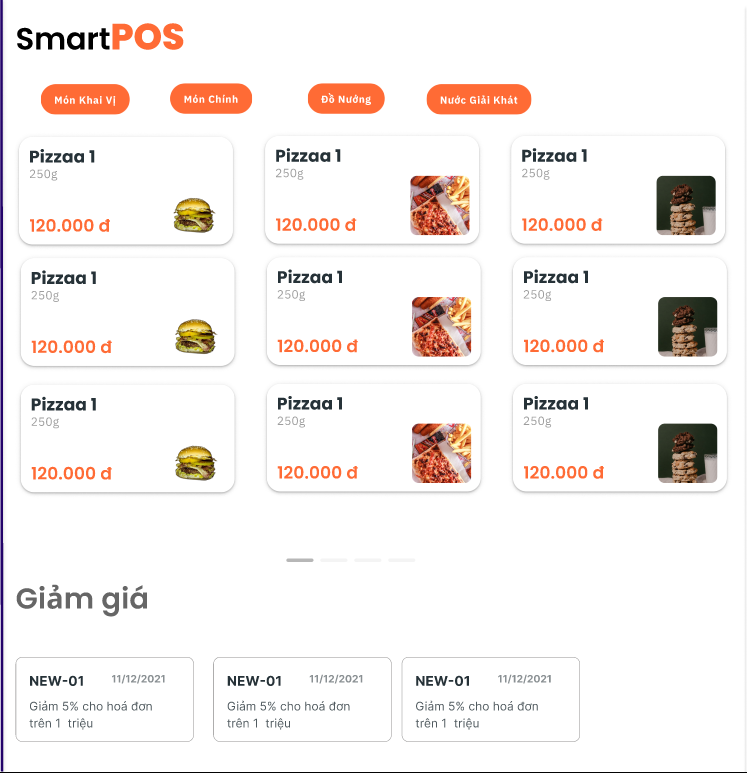 SmartPOS
Món Khai Vị
Món Chính
Đồ Nướng
Nước Giải Khát
Pizzaa 1
250g
120.000 đ
Pizzaa 1
250g
120.000 đ
Pizzaa 1
250g
120.000 đ
Pizzaa 1
250g
120.000 đ
Pizzaa 1
250g
120.000 đ
Pizzaa 1
250g
120.000 đ
Pizzaa 1
250g
120.000 đ
Pizzaa 1
250g
120.000 đ
Pizzaa 1
250g
120.000 đ
Giảm giá
NEW-01 11/12/2021
Giảm 5% cho hoá đơn
trên 1 triệu
NEW-01 11/12/2021
Giảm 5% cho hoá đơn
trên 1 triệu
NEW-01 11/12/2021
Giảm 5% cho hoá đơn
trên 1 triệu